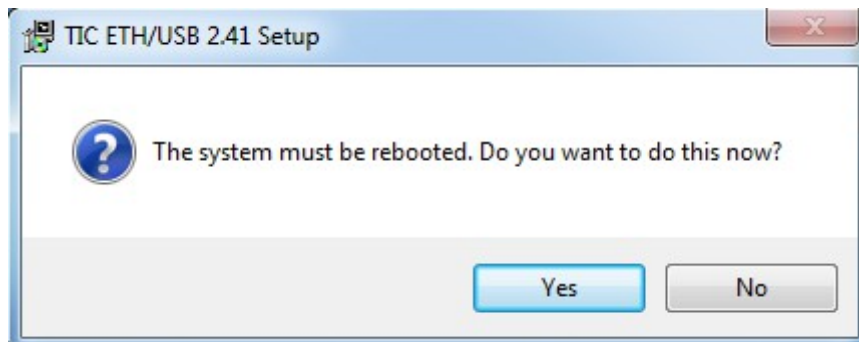 TIC ETH/USB 2.41 Setup
The system must be rebooted. Do you want to do this now?
Yes
No